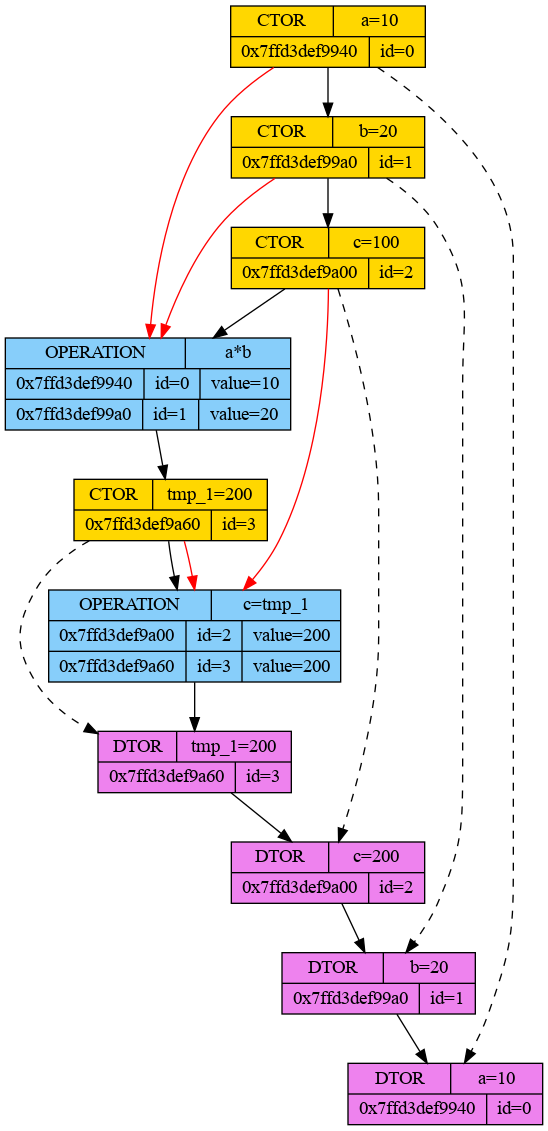 CTOR a=10
0x7ffd3def9940 id=0
CTOR b=20
0x7ffd3def99a0 id=1
CTOR c=100
0x7ffd3def9a00 id=2
OPERATION a*b
0x7ffd3def9940 id=0 value=10
0x7ffd3def99a0 id=1 value=20
CTOR tmp_1=200
0x7ffd3def9a60 id=3
OPERATION c=tmp_1
0x7ffd3def9a00 id=2 value=200
0x7ffd3def9a60 id=3 value=200
DTOR tmp_1=200
0x7ffd3def9a60 id=3
DTOR c=200
0x7ffd3def9a00 id=2
DTOR b=20
0x7ffd3def99a0 id=1
DTOR a=10
0x7ffd3def9940 id=0